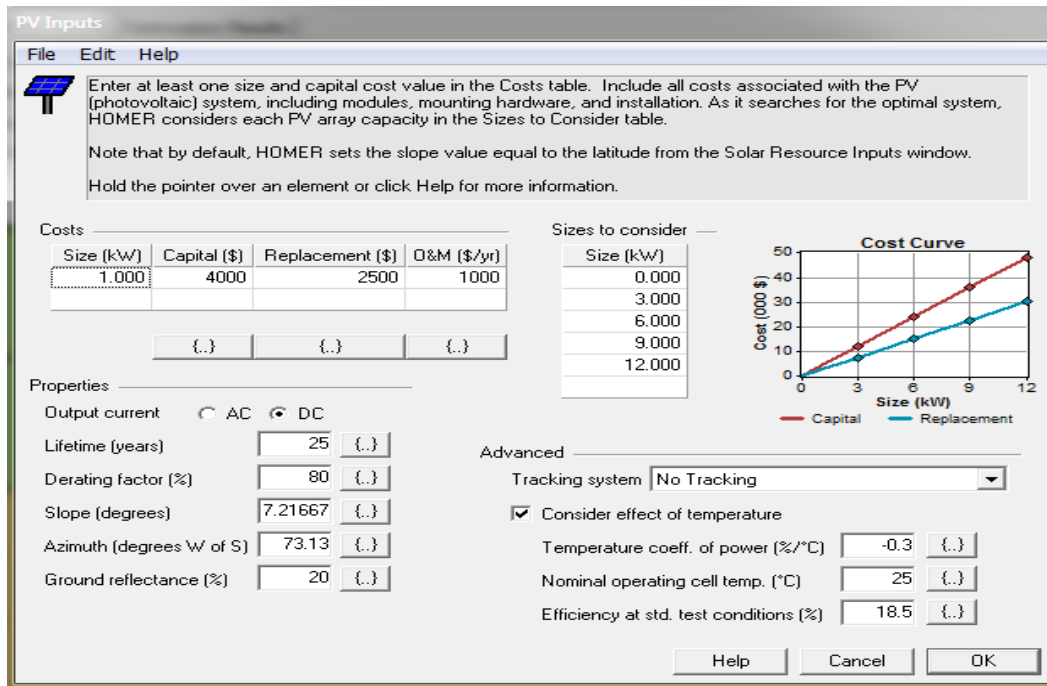 PV Inputs
File Edit Help
Enter at least one size and capital cost value in the Costs table. Include all costs associated with the PV
(photovoltaic) system, including modules, mounting hardware, and installation. As it searches for the optimal system,
HOMER considers each PV array capacity in the Sizes to Consider table.
Note that by default, HOMER sets the slope value equal to the latitude from the Solar Resource Inputs window.
Hold the pointer over an element or click Help for more information.
Costs
Size (kW) Capital ($) Replacement ($) O&M ($/yr)
1.000 4000 2500 1000
{..} {..} {..}
Sizes to consider
Size (kW)
0.000
3.000
6.000
9.000
12.000
Cost Curve
Cost (000 $)
50
40
30
20
10
0
0 3 6 9 12
Size (kW)
Capital Replacement
Properties
Output current AC DC
Lifetime (years) 25 {..}
Derating factor (%) 80 {..}
Slope (degrees) 7.21667 {..}
Azimuth (degrees W of S) 73.13 {..}
Ground reflectance (%) 20 {..}
Advanced
Tracking system No Tracking
Consider effect of temperature
Temperature coeff. of power (%/°C) -0.3 {..}
Nominal operating cell temp. (°C) 25 {..}
Efficiency at std. test conditions (%) 18.5 {..}
Help Cancel OK